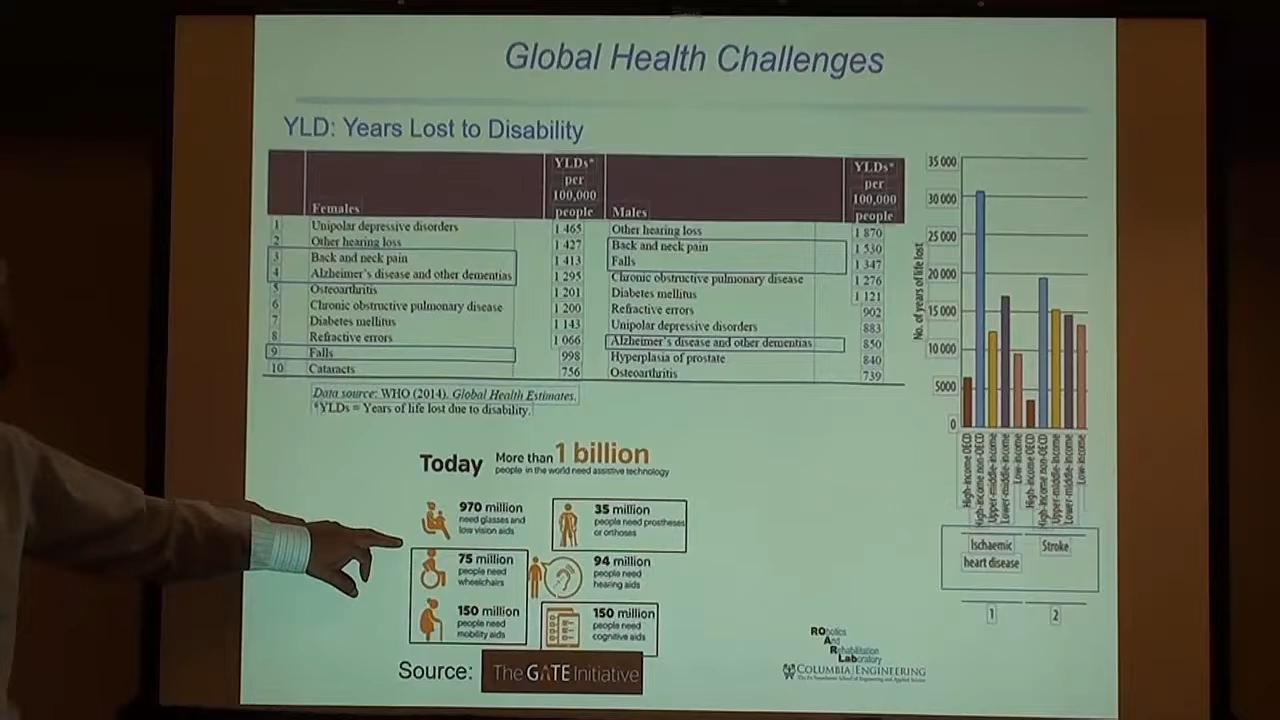 Global Health Challenges
YLD: Years Lost to Disability
Females YLDs* per 100,000 people Males YLDs* per 100,000 people
1 Unipolar depressive disorders 1 465 Other hearing loss 1 870
2 Other hearing loss 1 427 Back and neck pain 1 530
3 Back and neck pain 1 413 Falls 1 347
4 Alzheimer's disease and other dementias 1 295 Chronic obstructive pulmonary disease 1 276
5 Osteoarthritis 1 201 Diabetes mellitus 1 121
6 Chronic obstructive pulmonary disease 1 200 Refractive errors 902
7 Diabetes mellitus 1 143 Unipolar depressive disorders 883
8 Refractive errors 1 066 Alzheimer's disease and other dementias 850
9 Falls 998 Hyperplasia of prostate 840
10 Cataracts 756 Osteoarthritis 739
Data source: WHO (2014). Global Health Estimates.
*YLDs = Years of life lost due to disability.
Today More than 1 billion
people in the world need assistive technology
970 million
need glasses and
low vision aids
35 million
people need prostheses
or orthoses
75 million
people need
wheelchairs
94 million
people need
hearing aids
150 million
people need
mobility aids
150 million
people need
cognitive aids
Source: The GATE Initiative
No. of years of life lost
35 000
30 000
25 000
20 000
15 000
10 000
5000
0
High-income OECD
High-income non-OECD
Upper-middle-income
Lower-middle-income
Low-income
High-income OECD
High-income non-OECD
Upper-middle-income
Lower-middle-income
Low-income
Ischaemic
heart disease
Stroke
1 2
RObotics
And
Rehabilitation
Laboratory
COLUMBIA | ENGINEERING